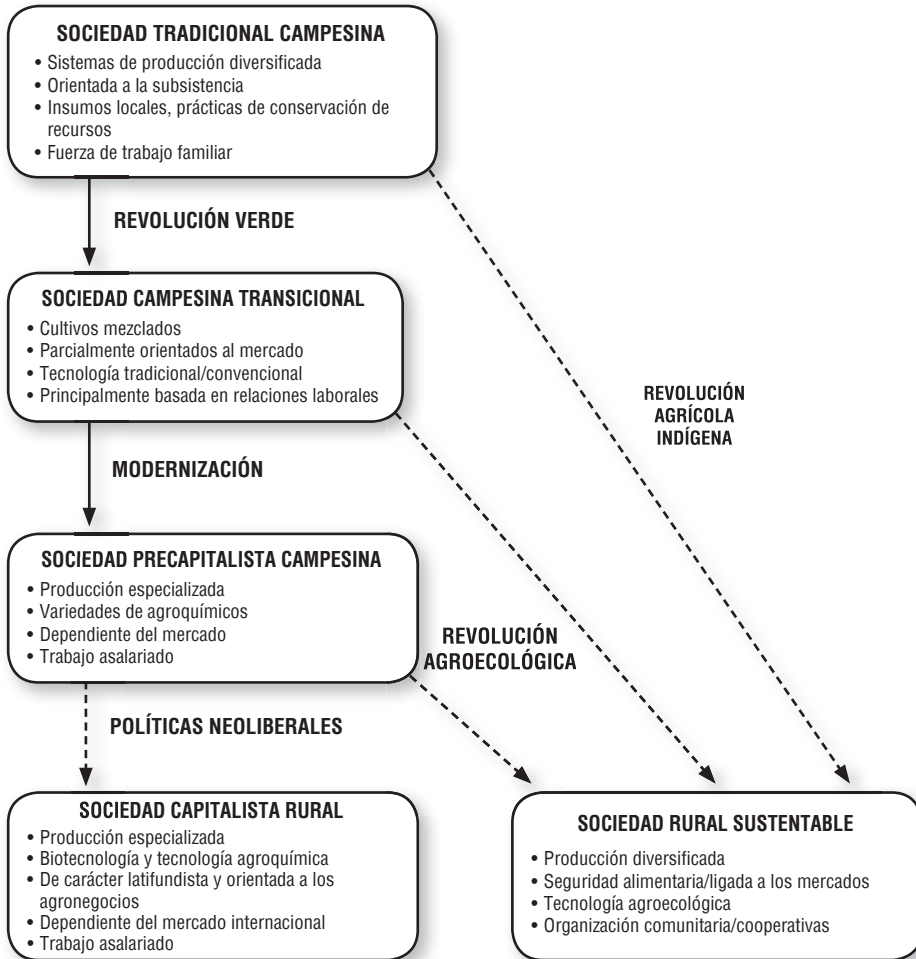 SOCIEDAD TRADICIONAL CAMPESINA
• Sistemas de producción diversificada
• Orientada a la subsistencia
• Insumos locales, prácticas de conservación de
recursos
• Fuerza de trabajo familiar
REVOLUCIÓN VERDE
SOCIEDAD CAMPESINA TRANSICIONAL
• Cultivos mezclados
• Parcialmente orientados al mercado
• Tecnología tradicional/convencional
• Principalmente basada en relaciones laborales
REVOLUCIÓN
AGRÍCOLA
INDÍGENA
MODERNIZACIÓN
SOCIEDAD PRECAPITALISTA CAMPESINA
• Producción especializada
• Variedades de agroquímicos
• Dependiente del mercado
• Trabajo asalariado
REVOLUCIÓN
AGROECOLÓGICA
POLÍTICAS NEOLIBERALES
SOCIEDAD CAPITALISTA RURAL
• Producción especializada
• Biotecnología y tecnología agroquímica
• De carácter latifundista y orientada a los
agronegocios
• Dependiente del mercado internacional
• Trabajo asalariado
SOCIEDAD RURAL SUSTENTABLE
• Producción diversificada
• Seguridad alimentaria/ligada a los mercados
• Tecnología agroecológica
• Organización comunitaria/cooperativas